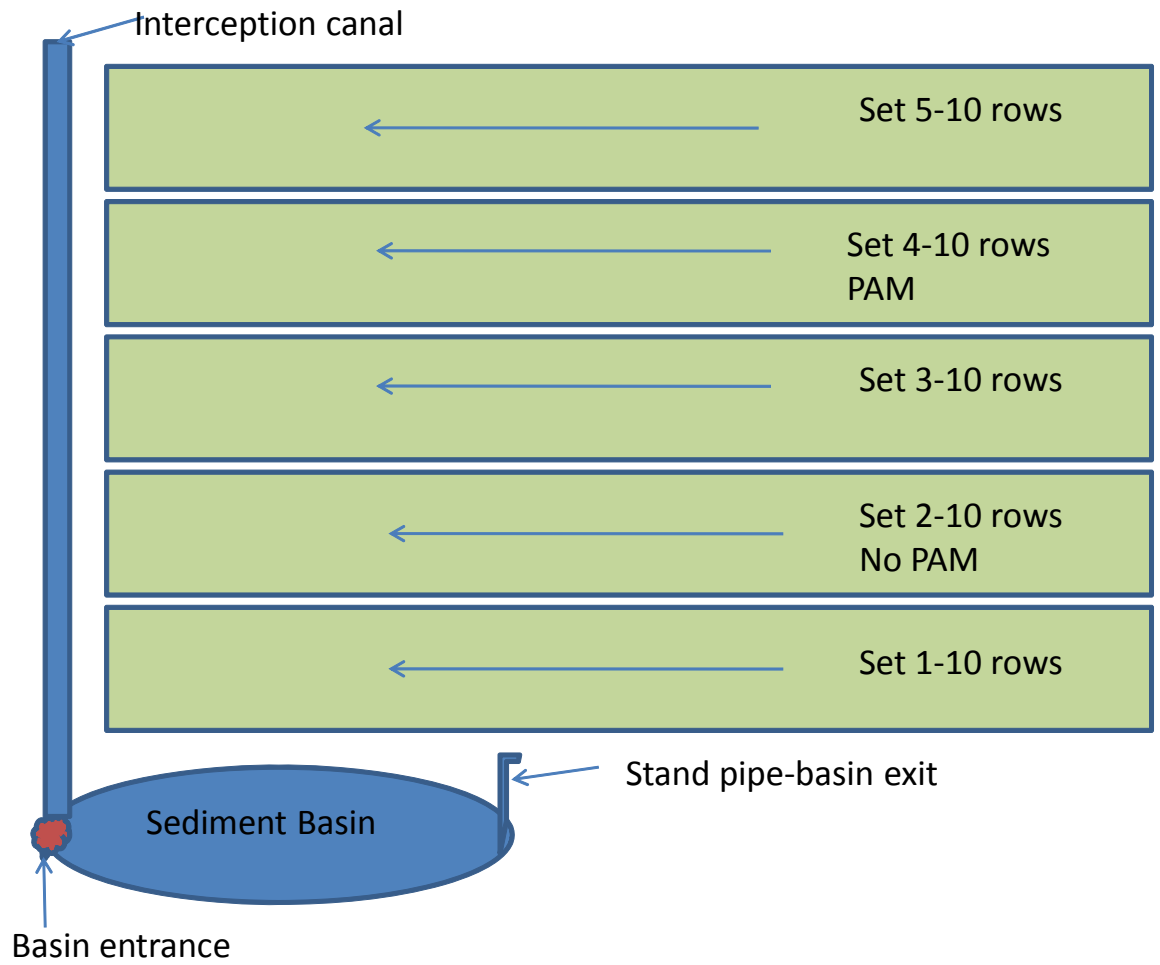 Interception canal
Set 5-10 rows
Set 4-10 rows
PAM
Set 3-10 rows
Set 2-10 rows
No PAM
Set 1-10 rows
Stand pipe-basin exit
Sediment Basin
Basin entrance